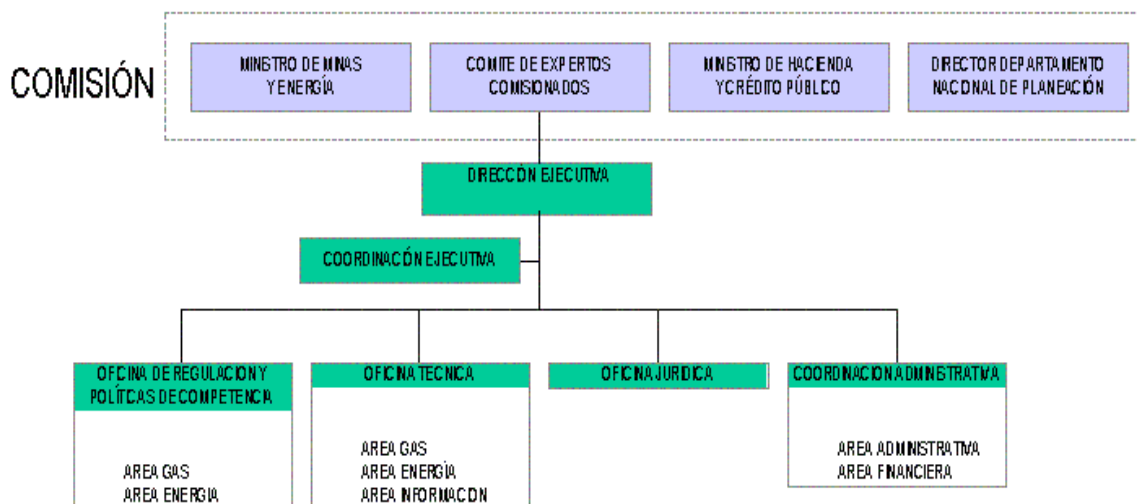 COMISIÓN
MINISTRO DE MINAS
Y ENERGÍA
COMITE DE EXPERTOS
COMISIONADOS
MINISTRO DE HACIENDA
Y CRÉDITO PÚBLICO
DIRECTOR DEPARTAMENTO
NACIONAL DE PLANEACIÓN
DIRECCIÓN EJECUTIVA
COORDINACIÓN EJECUTIVA
OFICINA DE REGULACION Y
POLÍTICAS DE COMPETENCIA
AREA GAS
AREA ENERGIA
OFICINA TECNICA
AREA GAS
AREA ENERGÌA
AREA INFORMACION
OFICINA JURIDICA
COORDINACION ADMINISTRATIVA
AREA ADMINISTRATIVA
AREA FINANCIERA